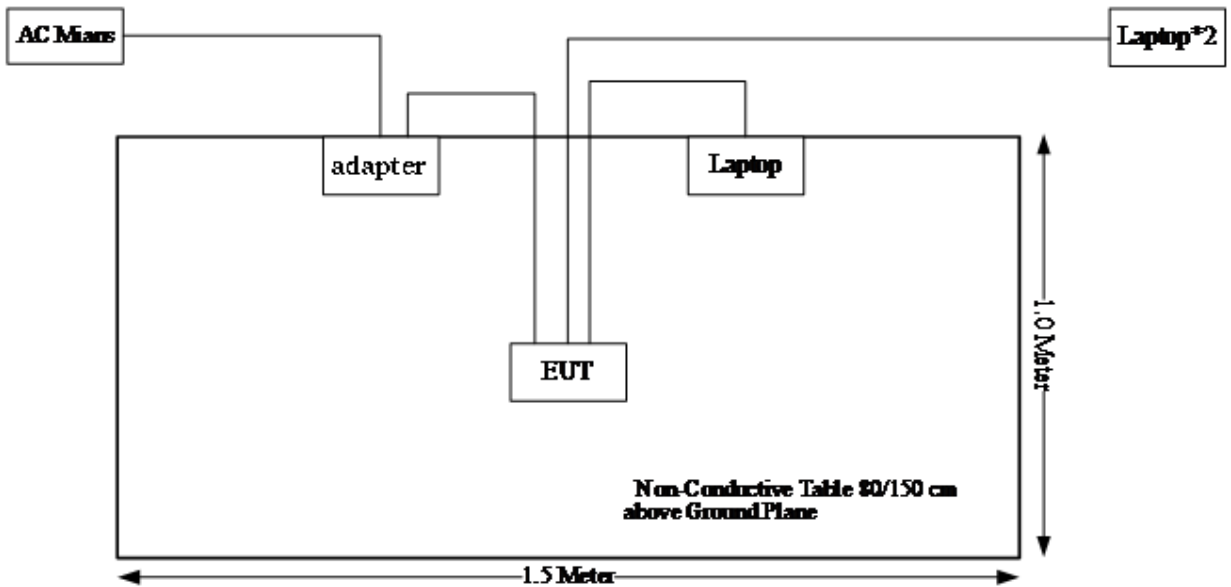 AC Mians
Laptop*2
adapter
Laptop
EUT
1.0 Meter
Non-Conductive Table 80/150 cm
above Ground Plane
1.5 Meter